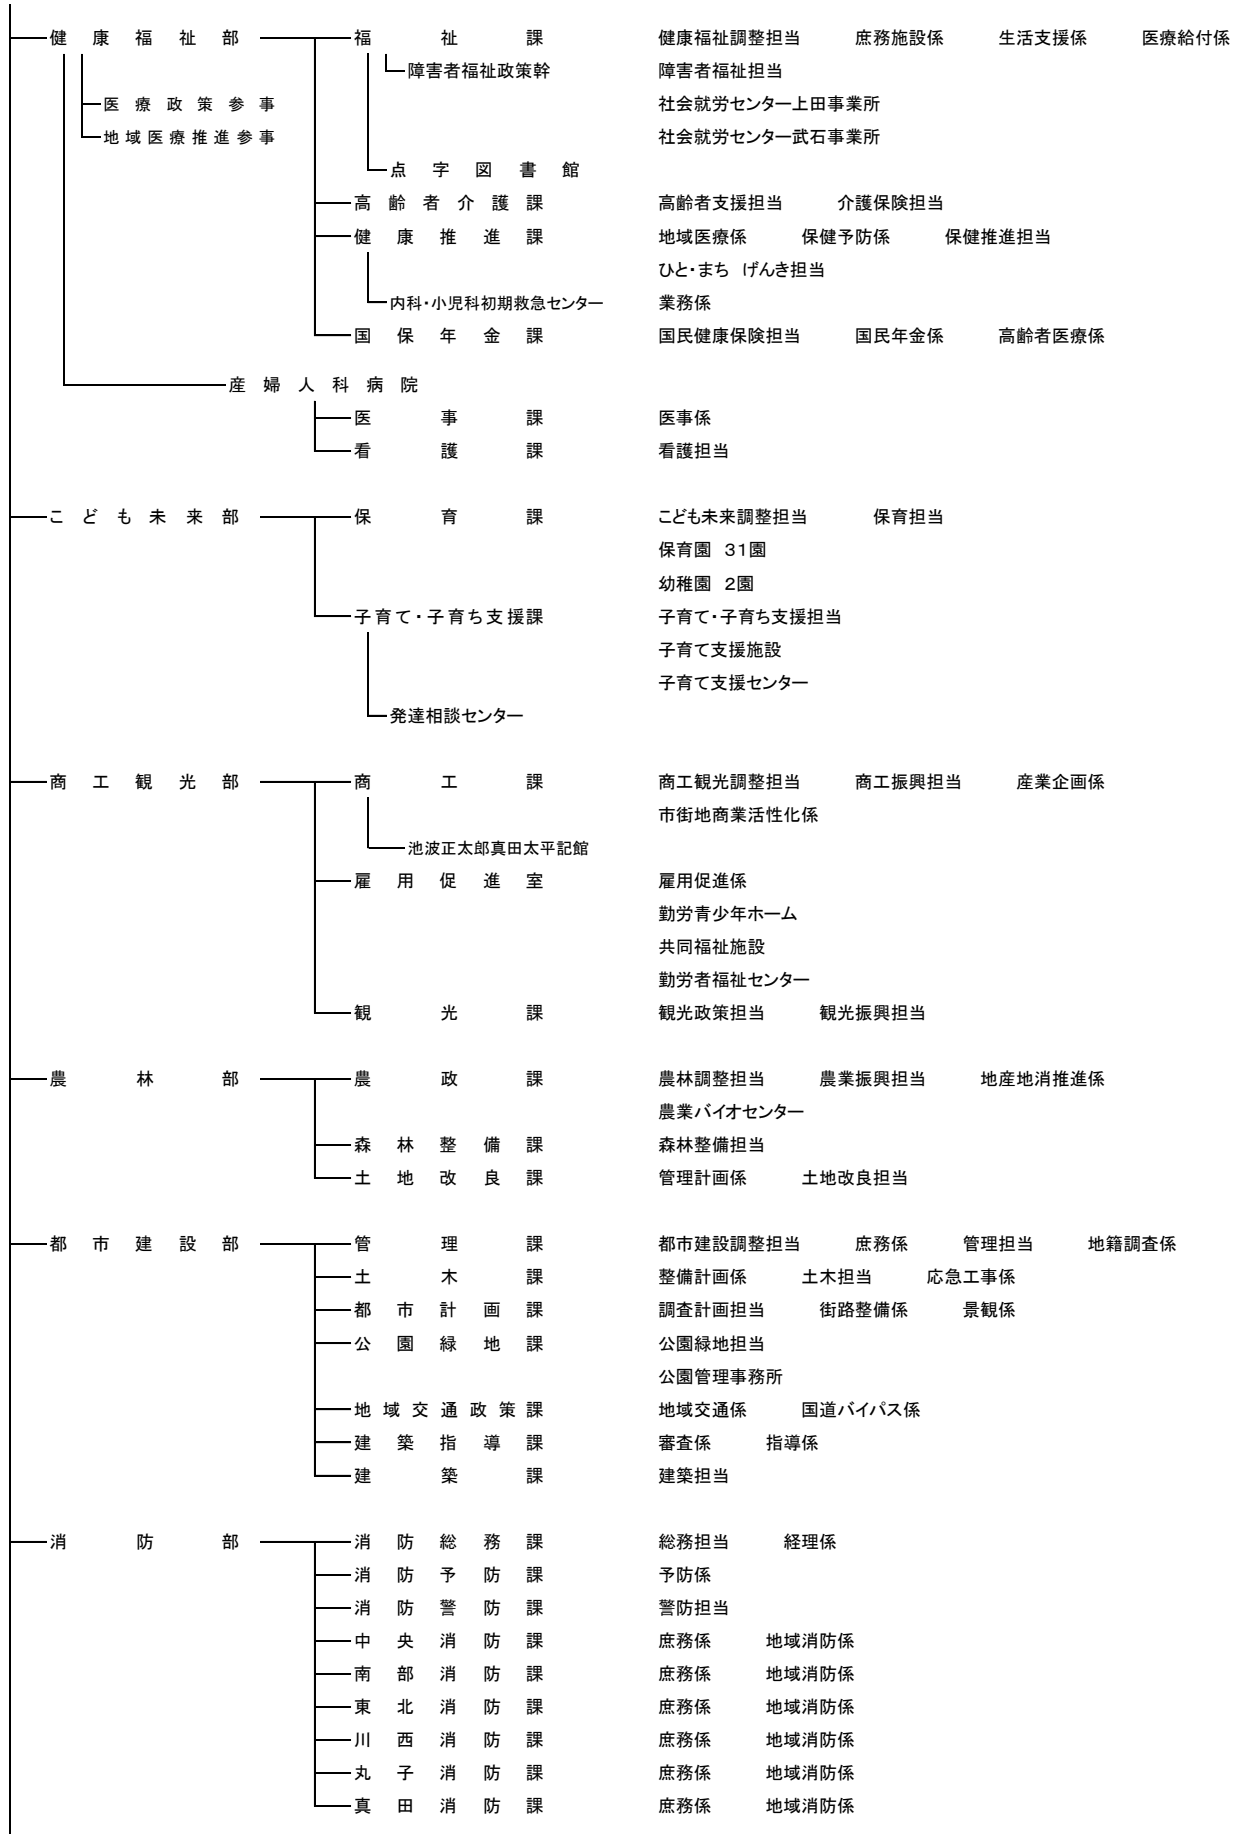 健康福祉部 福祉課 健康福祉調整担当 庶務施設係 生活支援係 医療給付係
障害者福祉政策幹 障害者福祉担当
医療政策参事 社会就労センター上田事業所
地域医療推進参事 社会就労センター武石事業所
点字図書館
高齢者介護課 高齢者支援担当 介護保険担当
健康推進課 地域医療係 保健予防係 保健推進担当
ひと・まち げんき担当
内科・小児科初期救急センター 業務係
国保年金課 国民健康保険担当 国民年金係 高齢者医療係
産婦人科病院
医事課 医事係
看護課 看護担当
こども未来部 保育課 こども未来調整担当 保育担当
保育園 31園
幼稚園 2園
子育て・子育ち支援課 子育て・子育ち支援担当
子育て支援施設
子育て支援センター
発達相談センター
商工観光部 商工課 商工観光調整担当 商工振興担当 産業企画係
市街地商業活性化係
池波正太郎真田太平記館
雇用促進室 雇用促進係
勤労青少年ホーム
共同福祉施設
勤労者福祉センター
観光課 観光政策担当 観光振興担当
農林部 農政課 農林調整担当 農業振興担当 地産地消推進係
農業バイオセンター
森林整備課 森林整備担当
土地改良課 管理計画係 土地改良担当
都市建設部 管理課 都市建設調整担当 庶務係 管理担当 地籍調査係
土木課 整備計画係 土木担当 応急工事係
都市計画課 調査計画担当 街路整備係 景観係
公園緑地課 公園緑地担当
公園管理事務所
地域交通政策課 地域交通係 国道バイパス係
建築指導課 審査係 指導係
建築課 建築担当
消防部 消防総務課 総務担当 経理係
消防予防課 予防係
消防警防課 警防担当
中央消防課 庶務係 地域消防係
南部消防課 庶務係 地域消防係
東北消防課 庶務係 地域消防係
川西消防課 庶務係 地域消防係
丸子消防課 庶務係 地域消防係
真田消防課 庶務係 地域消防係